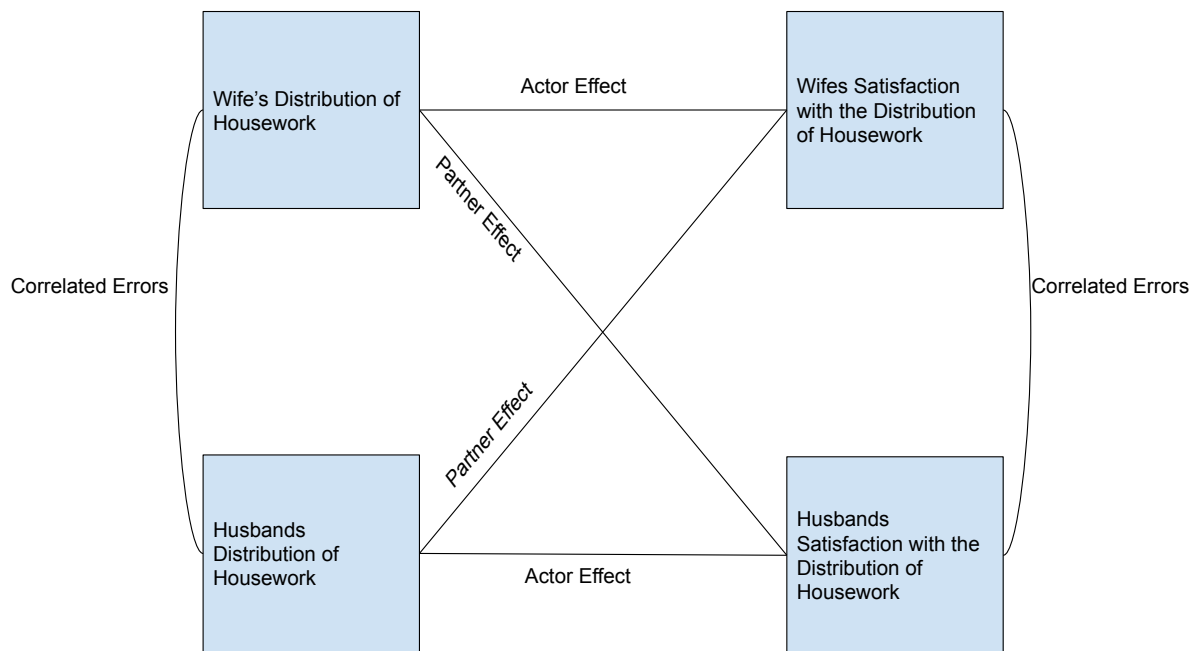 Wife's Distribution of
Housework
Actor Effect
Wifes Satisfaction
with the Distribution
of Housework
Partner Effect
Correlated Errors
Correlated Errors
Partner Effect
Husbands
Distribution of
Housework
Actor Effect
Husbands
Satisfaction with the
Distribution of
Housework